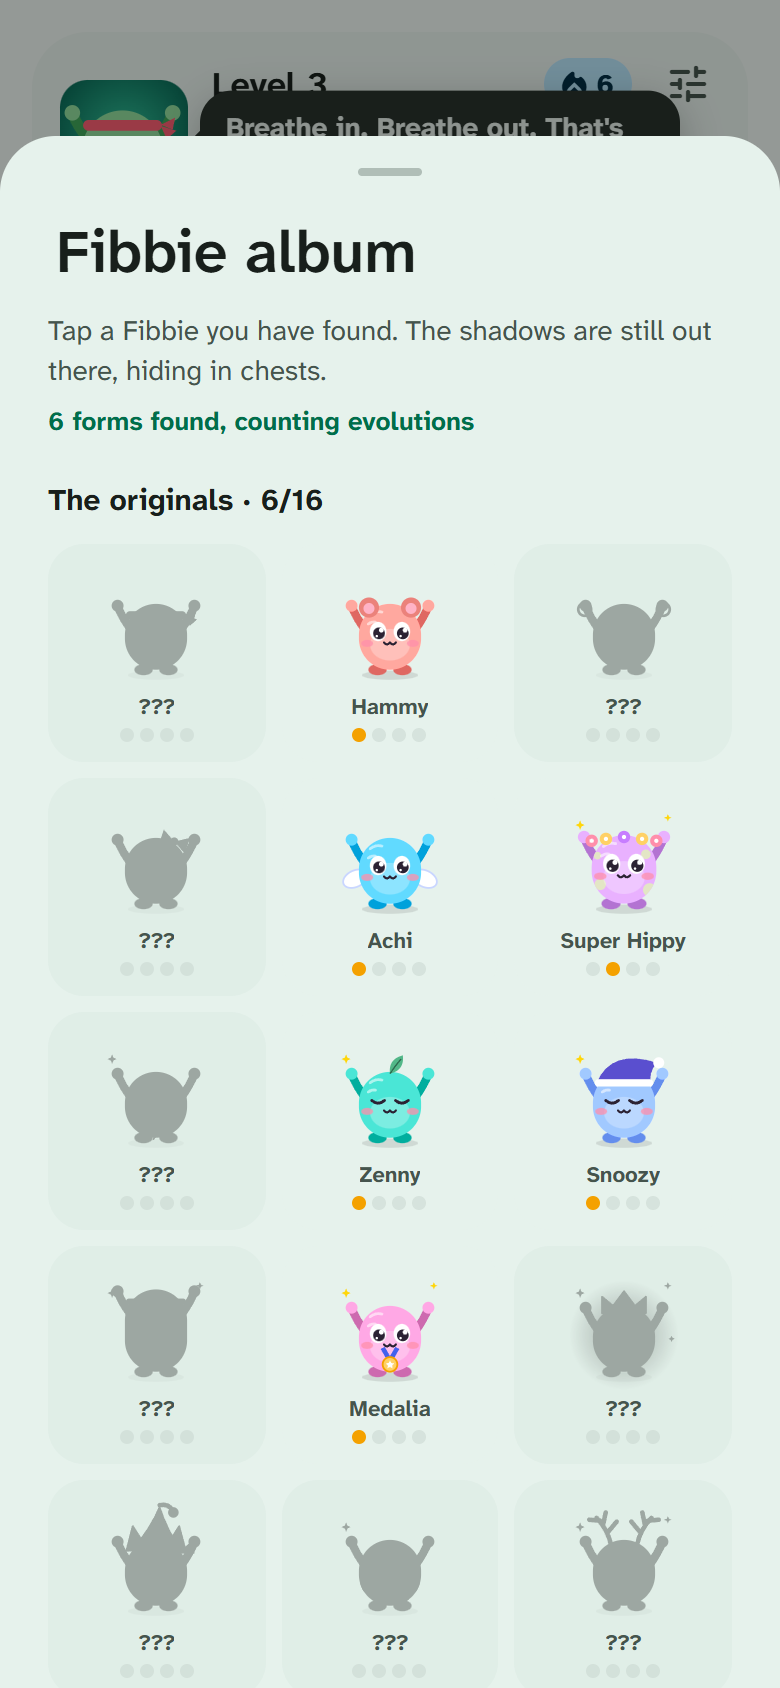 Level 3
6
Breathe in. Breathe out. That's
Fibbie album
Tap a Fibbie you have found. The shadows are still out
there, hiding in chests.
6 forms found, counting evolutions
The originals · 6/16
???
Hammy
???
???
Achi
Super Hippy
???
Zenny
Snoozy
???
Medalia
???
???
???
???